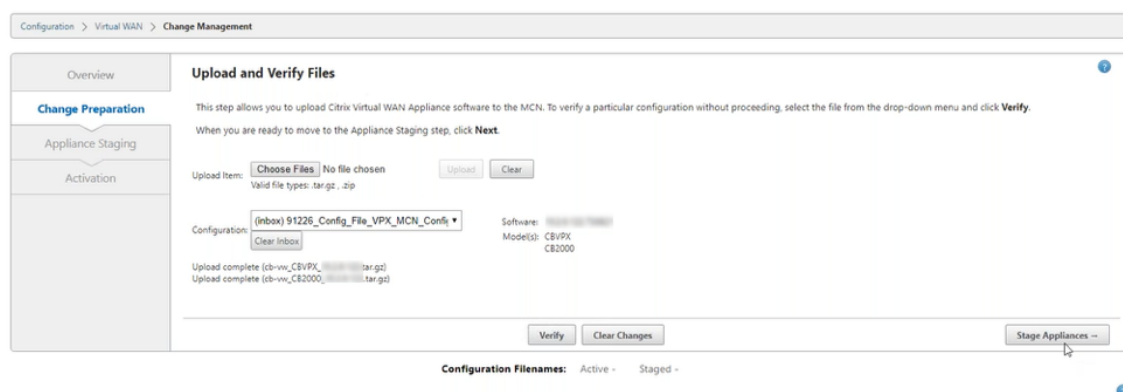 Configuration > Virtual WAN > Change Management
Overview
Change Preparation
Appliance Staging
Activation
Upload and Verify Files
?
This step allows you to upload Citrix Virtual WAN Appliance software to the MCN. To verify a particular configuration without proceeding, select the file from the drop-down menu and click Verify.
When you are ready to move to the Appliance Staging step, click Next.
Upload Item: Choose Files No file chosen Upload Clear
Valid file types: .tar.gz , .zip
Configuration: (inbox) 91226_Config_File_VPX_MCN_Config ▼
Clear Inbox
Software:
Model(s): CBVPX
CB2000
Upload complete (cb-vw_CBVPX_ tar.gz)
Upload complete (cb-vw_CB2000_ .tar.gz)
Verify Clear Changes Stage Appliances →
Configuration Filenames: Active - Staged -